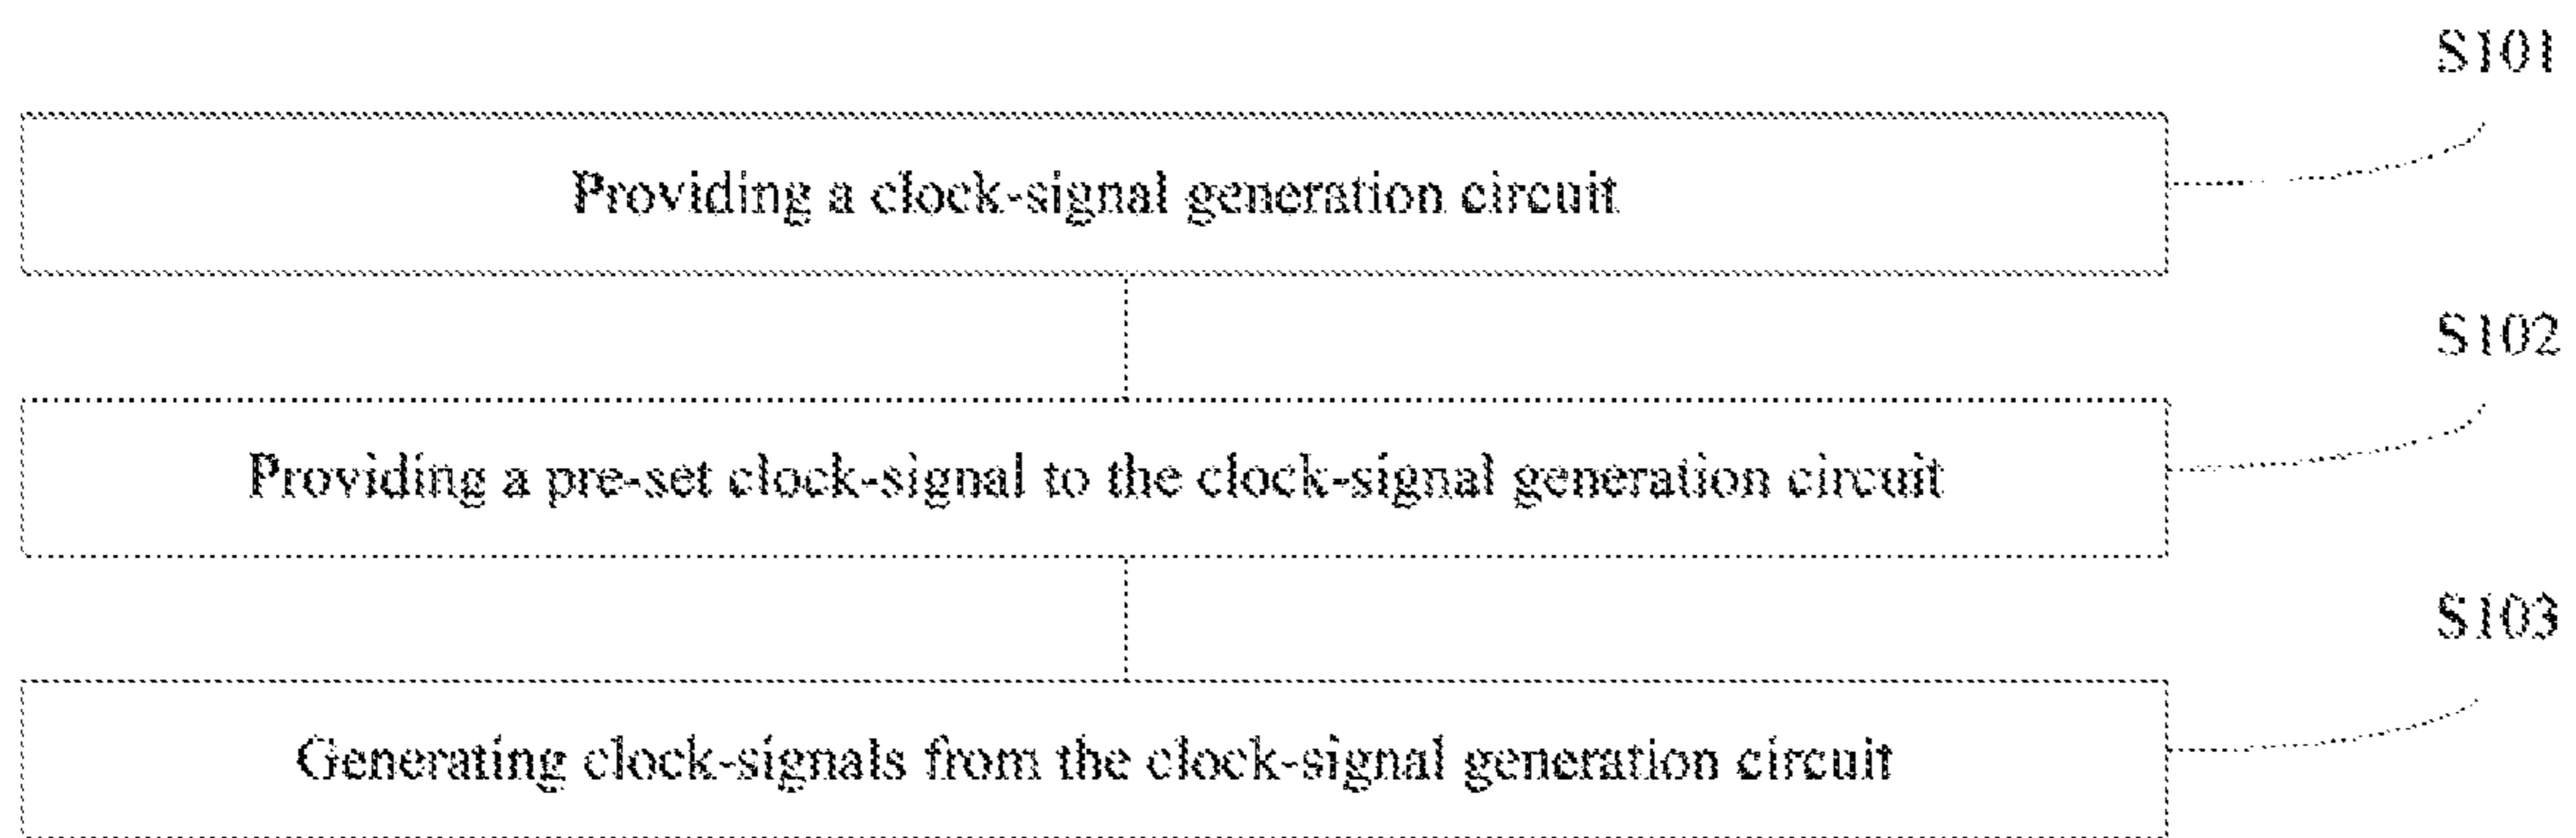 S101
Providing a clock-signal generation circuit
S102
Providing a pre-set clock-signal to the clock-signal generation circuit
S103
Generating clock-signals from the clock-signal generation circuit